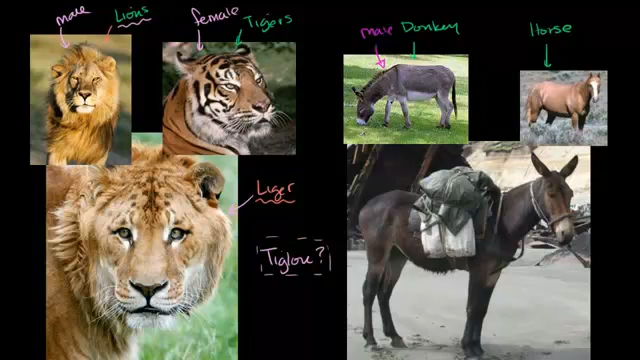 male Lions
female Tigers
male Donkey
Horse
Liger
Tiglon?